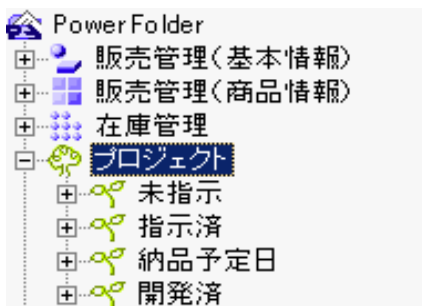 PowerFolder
販売管理(基本情報)
販売管理(商品情報)
在庫管理
プロジェクト
未指示
指示済
納品予定日
開発済